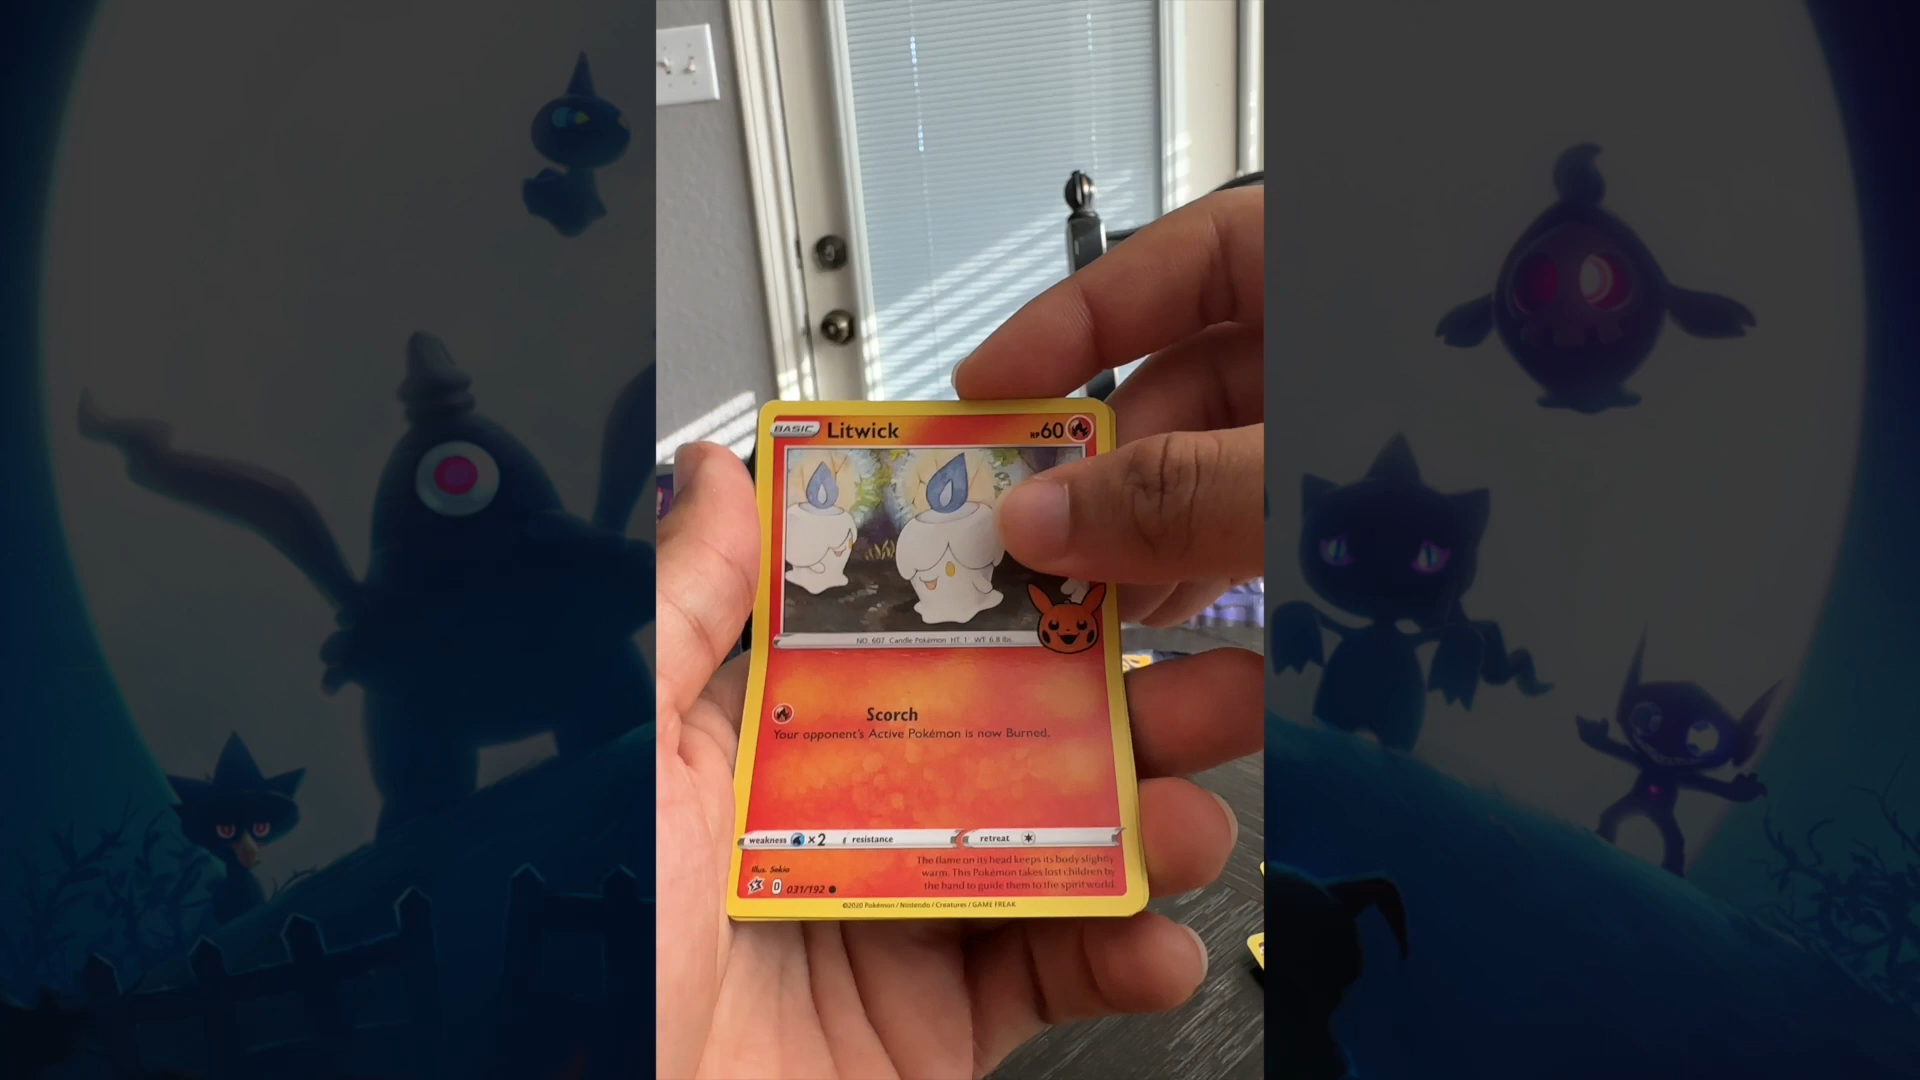 BASIC Litwick HP60
NO. 607 Candle Pokémon HT. 1' WT. 6.8 lbs.
Scorch
Your opponent's Active Pokémon is now Burned.
weakness ×2 resistance retreat
Illus. Sekio
The flame on its head keeps its body slightly
warm. This Pokémon takes lost children by
the hand to guide them to the spirit world.
D 031/192
©2020 Pokémon / Nintendo / Creatures / GAME FREAK